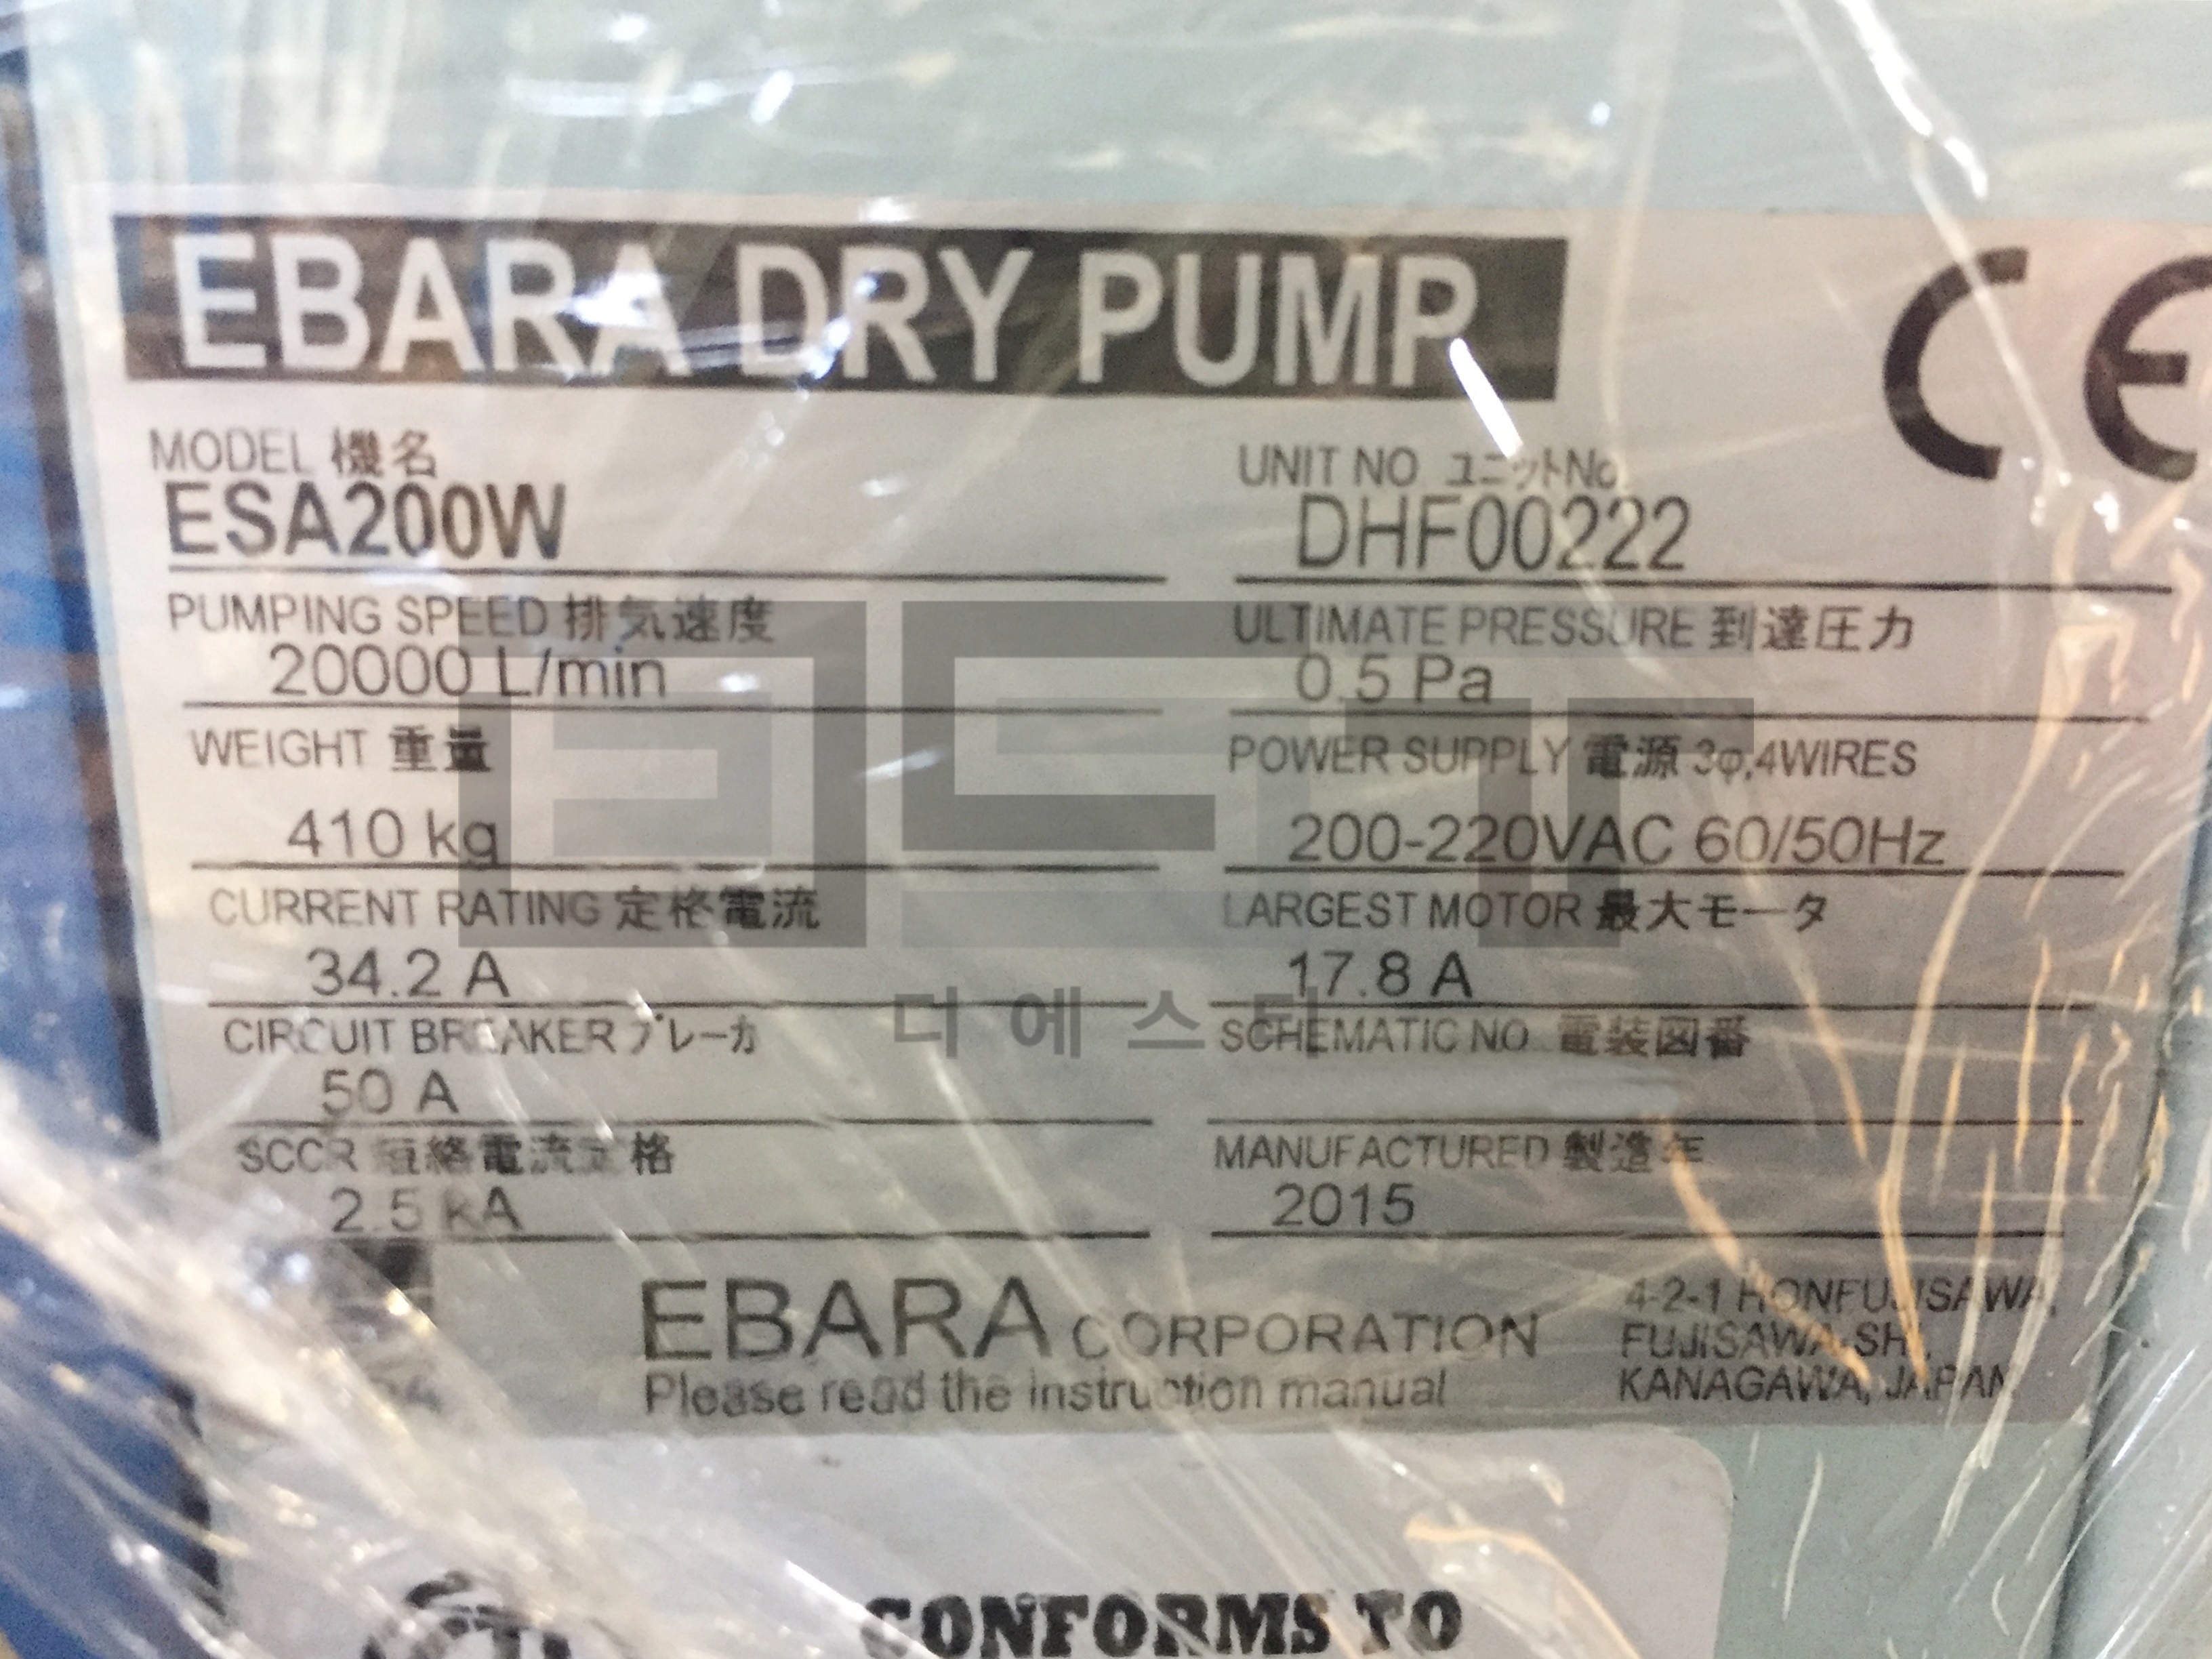 EBARA DRY PUMP
CE
MODEL 機名
ESA200W
UNIT NO ユニットNo.
DHF00222
PUMPING SPEED 排気速度
20000 L/min
ULTIMATE PRESSURE 到達圧力
0.5 Pa
WEIGHT 重量
410 kg
POWER SUPPLY 電源 3φ,4WIRES
200-220VAC 60/50Hz
CURRENT RATING 定格電流
34.2 A
LARGEST MOTOR 最大モータ
17.8 A
디에스티
CIRCUIT BREAKER ブレーカ
50 A
SCHEMATIC NO. 電装図番
SCCR 短絡電流定格
2.5 kA
MANUFACTURED 製造年
2015
EBARA CORPORATION
Please read the instruction manual
4-2-1 HONFUJISAWA,
FUJISAWA-SHI,
KANAGAWA, JAPAN
CONFORMS TO